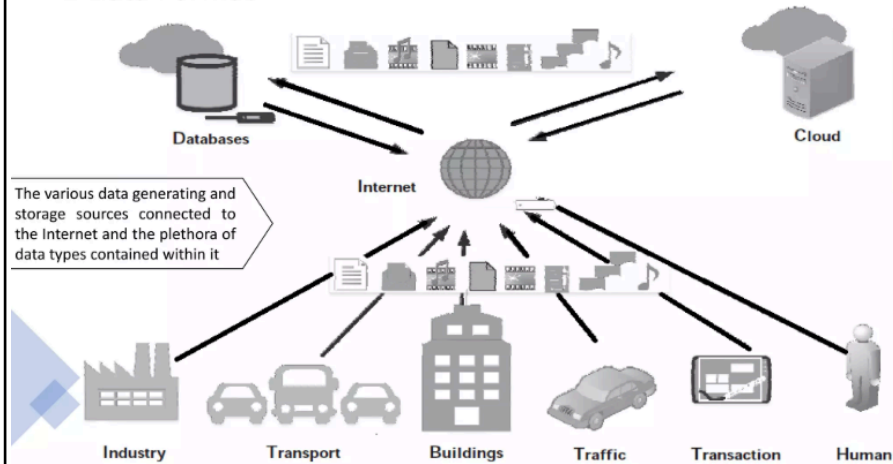 Databases
Cloud
Internet
The various data generating and
storage sources connected to
the Internet and the plethora of
data types contained within it
Industry
Transport
Buildings
Traffic
Transaction
Human